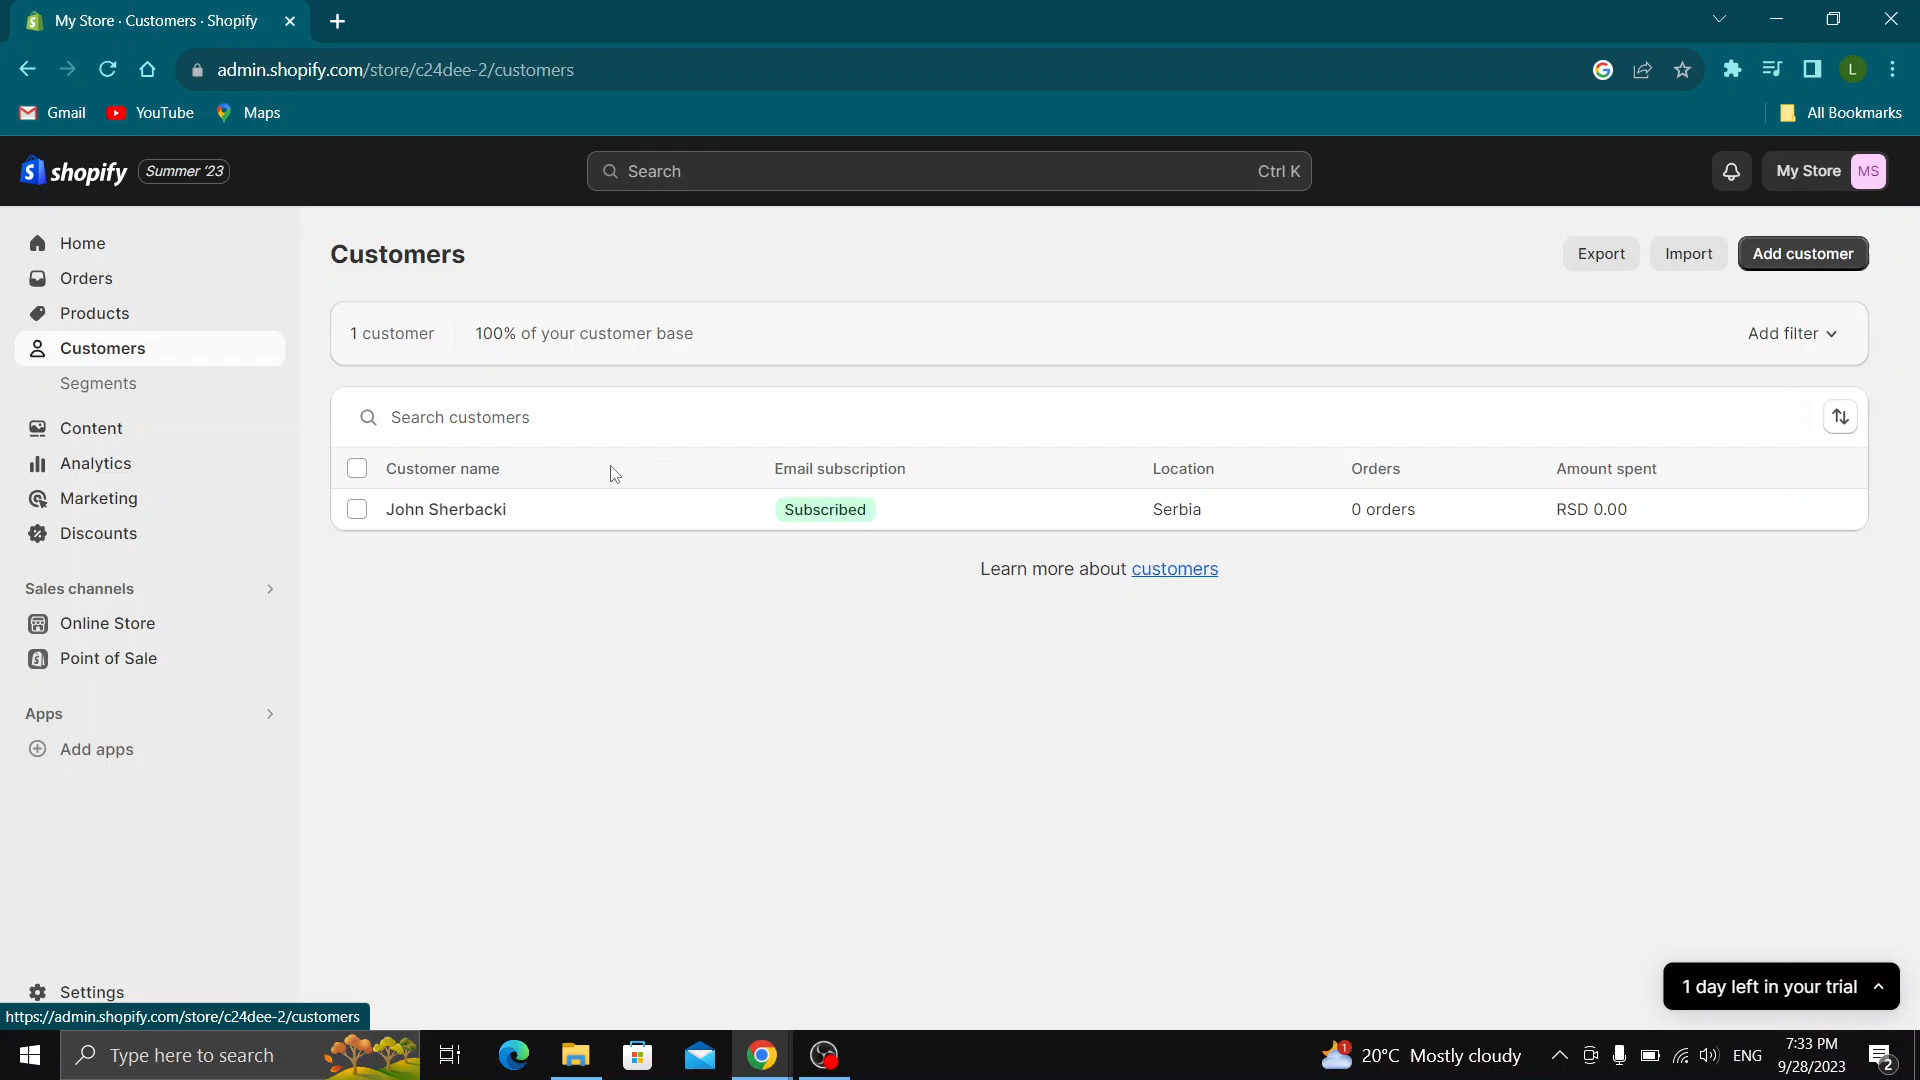 My Store · Customers · Shopify
admin.shopify.com/store/c24dee-2/customers
L
Gmail
YouTube
Maps
All Bookmarks
shopify
Summer '23
Search
Ctrl K
My Store
MS
Home
Orders
Products
Customers
Segments
Content
Analytics
Marketing
Discounts
Sales channels
Online Store
Point of Sale
Apps
Add apps
Settings
Customers
Export
Import
Add customer
1 customer
100% of your customer base
Add filter
Search customers
Customer name
Email subscription
Location
Orders
Amount spent
John Sherbacki
Subscribed
Serbia
0 orders
RSD 0.00
Learn more about customers
1 day left in your trial
https://admin.shopify.com/store/c24dee-2/customers
Type here to search
1
20°C Mostly cloudy
ENG
7:33 PM
9/28/2023
2